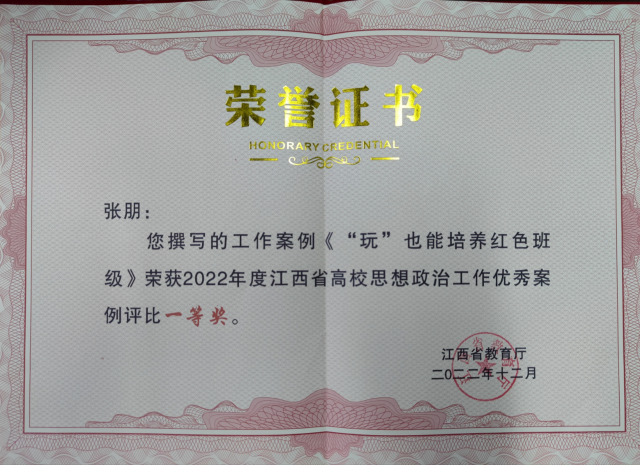 荣誉证书
HONORARY CREDENTIAL
张朋：
您撰写的工作案例《“玩”也能培养红色班
级》荣获2022年度江西省高校思想政治工作优秀案
例评比一等奖。
江西省教育厅
二〇二二年十二月